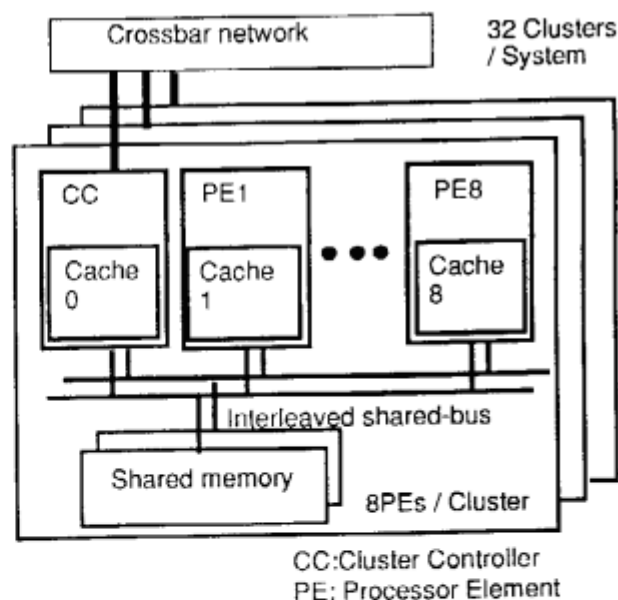 Crossbar network
32 Clusters
/ System
CC
PE1
PE8
Cache
0
Cache
1
Cache
8
Interleaved shared-bus
Shared memory
8PEs / Cluster
CC:Cluster Controller
PE: Processor Element